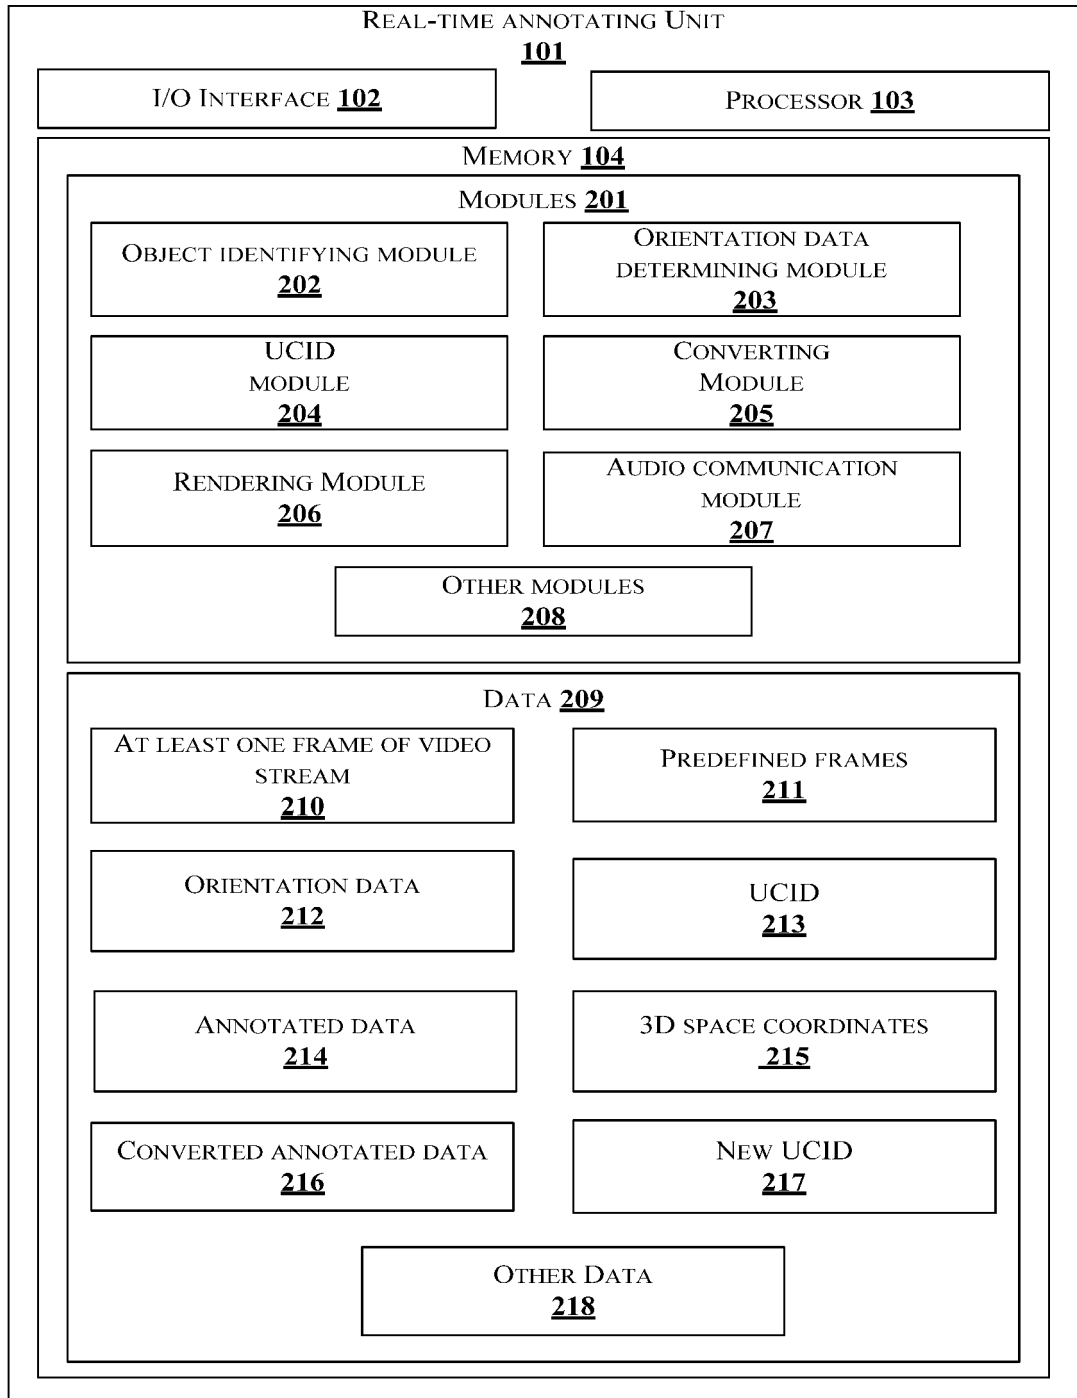 REAL-TIME ANNOTATING UNIT
101
I/O INTERFACE 102
PROCESSOR 103
MEMORY 104
MODULES 201
OBJECT IDENTIFYING MODULE
202
ORIENTATION DATA
DETERMINING MODULE
203
UCID
MODULE
204
CONVERTING
MODULE
205
RENDERING MODULE
206
AUDIO COMMUNICATION
MODULE
207
OTHER MODULES
208
DATA 209
AT LEAST ONE FRAME OF VIDEO
STREAM
210
PREDEFINED FRAMES
211
ORIENTATION DATA
212
UCID
213
ANNOTATED DATA
214
3D SPACE COORDINATES
215
CONVERTED ANNOTATED DATA
216
NEW UCID
217
OTHER DATA
218